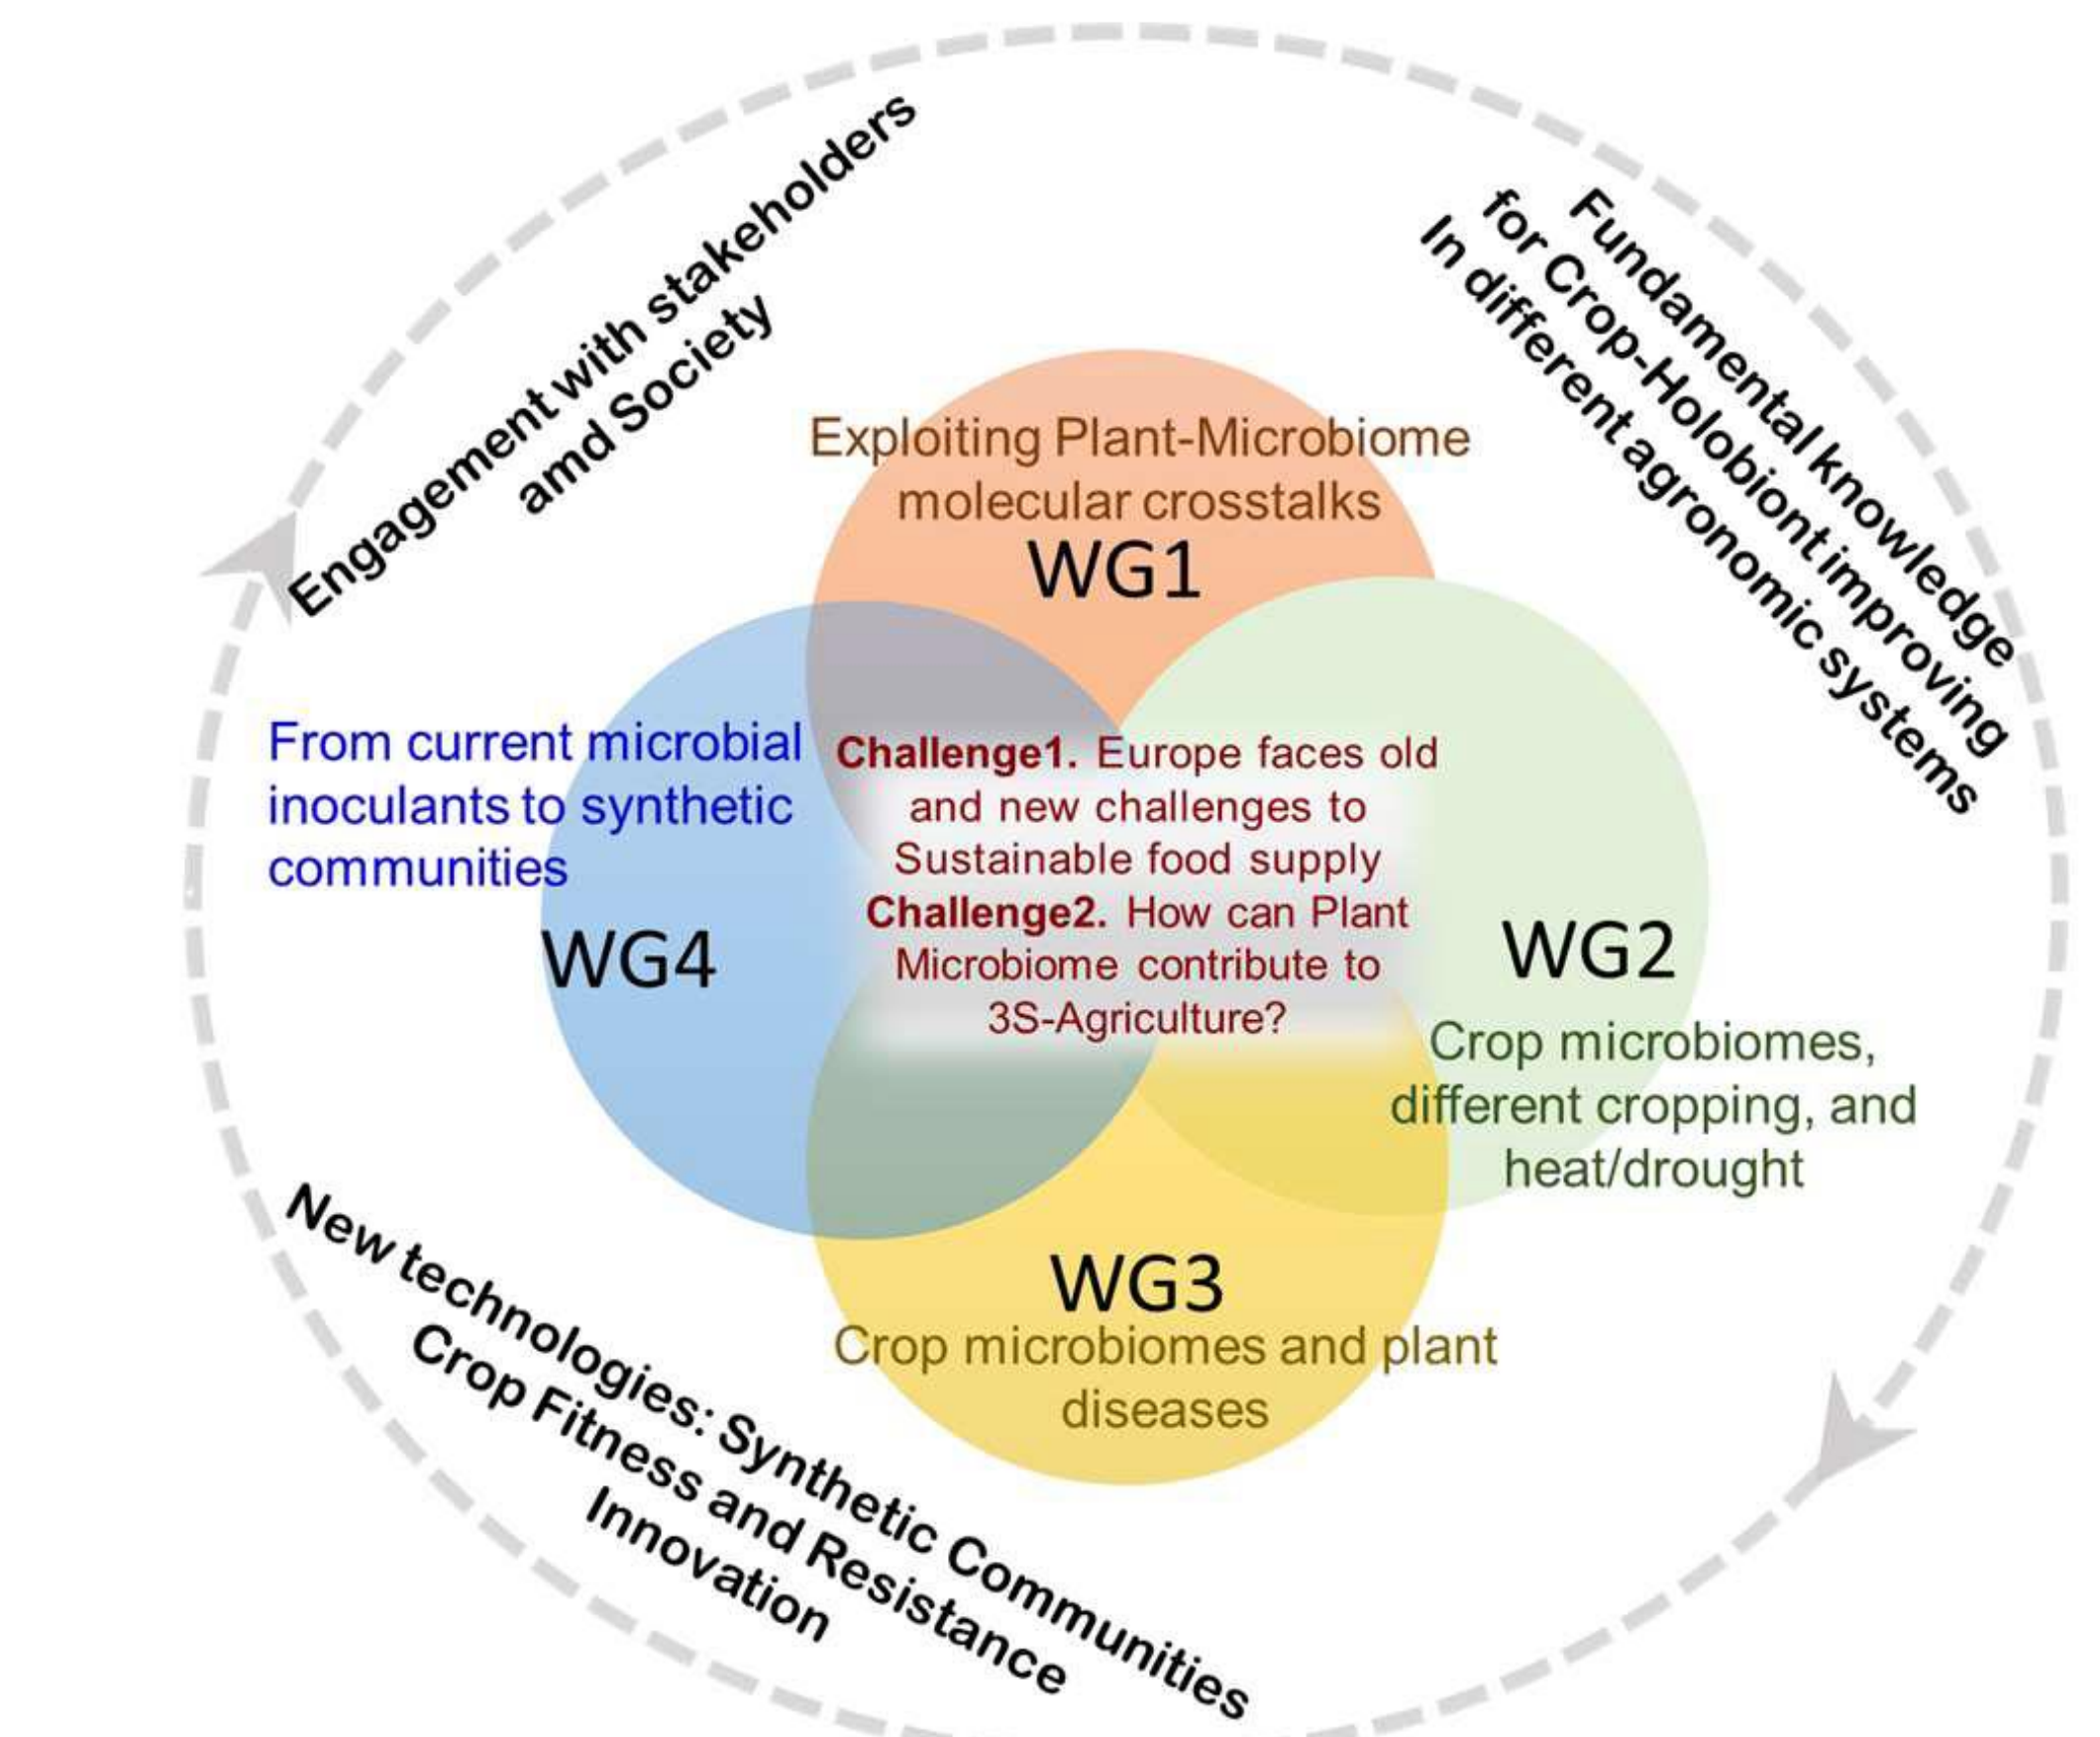 Engagement with stakeholders
amd Society
Fundamental knowledge
for Crop-Holobiont improving
In different agronomic systems
Exploiting Plant-Microbiome
molecular crosstalks
WG1
From current microbial
inoculants to synthetic
communities
WG4
Challenge1. Europe faces old
and new challenges to
Sustainable food supply
Challenge2. How can Plant
Microbiome contribute to
3S-Agriculture?
WG2
Crop microbiomes,
different cropping, and
heat/drought
WG3
Crop microbiomes and plant
diseases
New technologies: Synthetic Communities
Crop Fitness and Resistance
Innovation